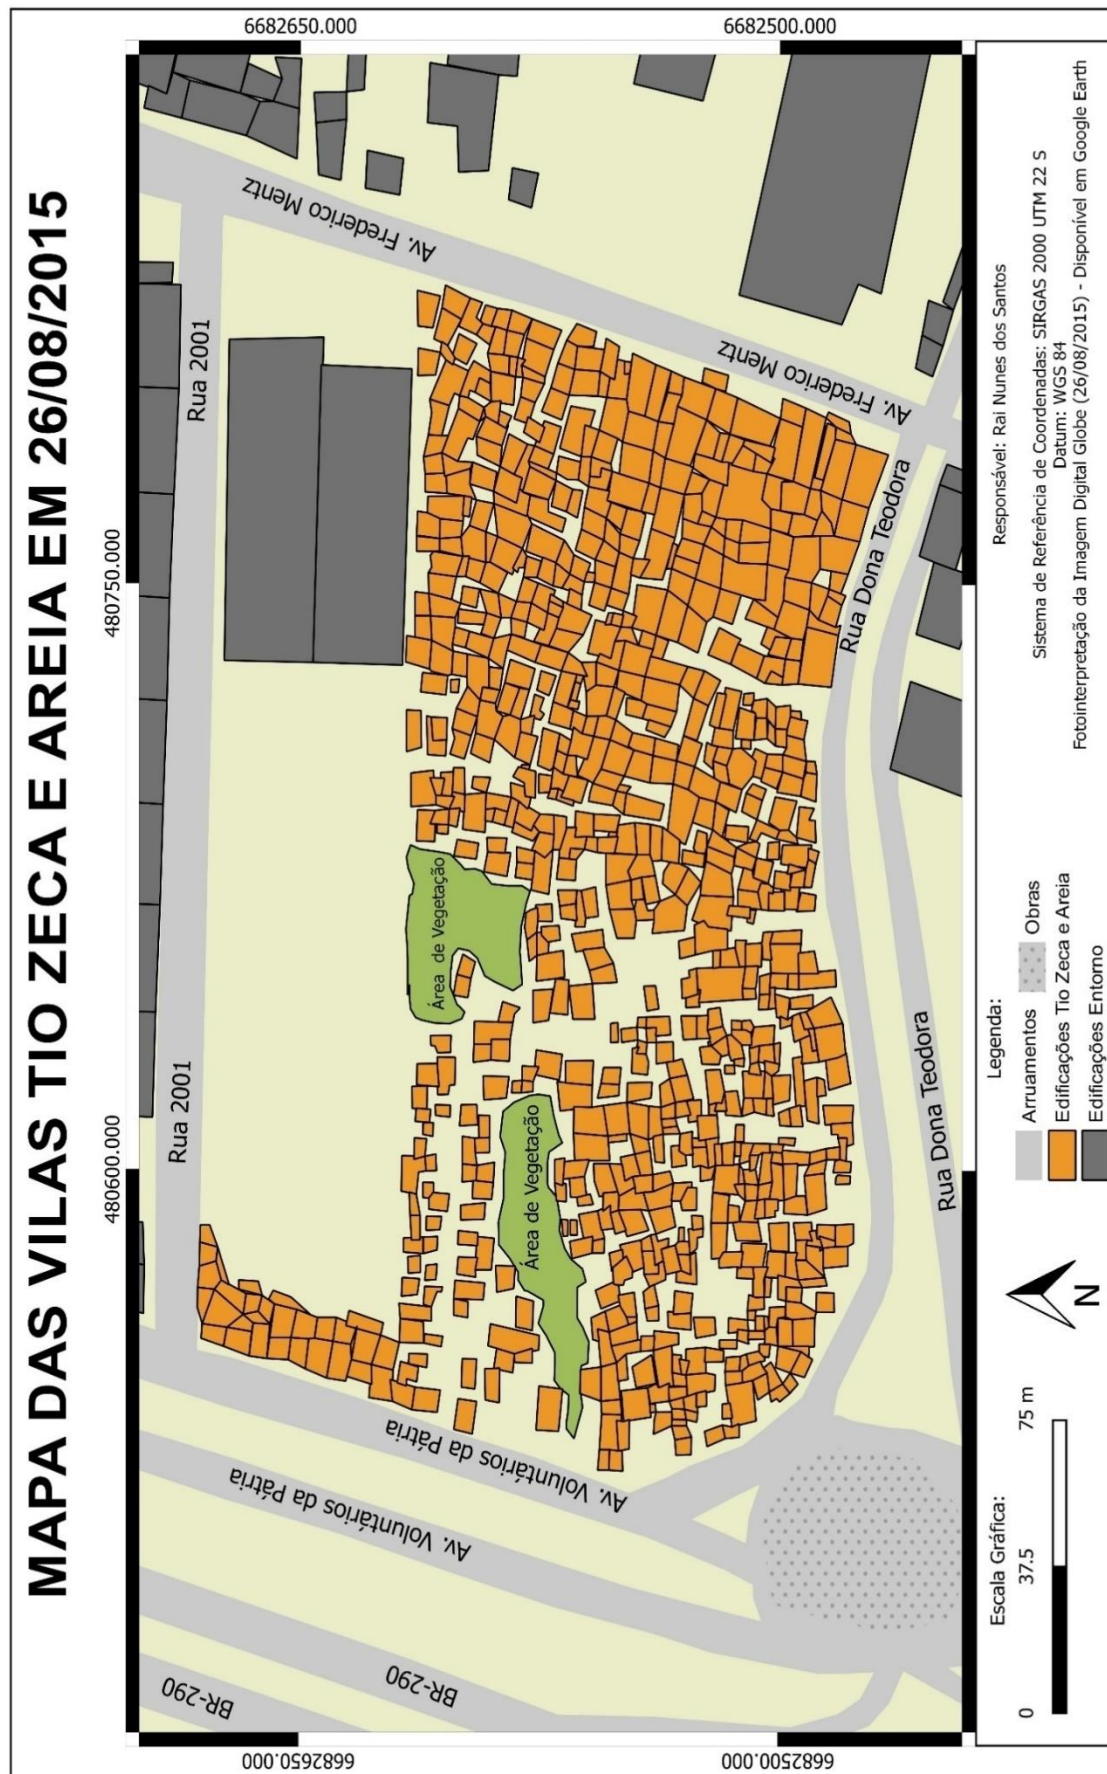 MAPA DAS VILAS TIO ZECA E AREIA EM 26/08/2015
480600.000
480750.000
6682650.000
6682500.000
6682650.000
6682500.000
Rua 2001
Rua 2001
Av. Frederico Mentz
Av. Frederico Mentz
Av. Frederico Mentz
Área de Vegetação
Área de Vegetação
Av. Voluntários da Pátria
Av. Voluntários da Pátria
BR-290
BR-290
Rua Dona Teodora
Rua Dona Teodora
Escala Gráfica:
0
37.5
75 m
N
Legenda:
Arruamentos
Obras
Edificações Tio Zeca e Areia
Edificações Entorno
Responsável: Rai Nunes dos Santos
Sistema de Referência de Coordenadas: SIRGAS 2000 UTM 22 S
Datum: WGS 84
Fotointerpretação da Imagem Digital Globe (26/08/2015) - Disponível em Google Earth